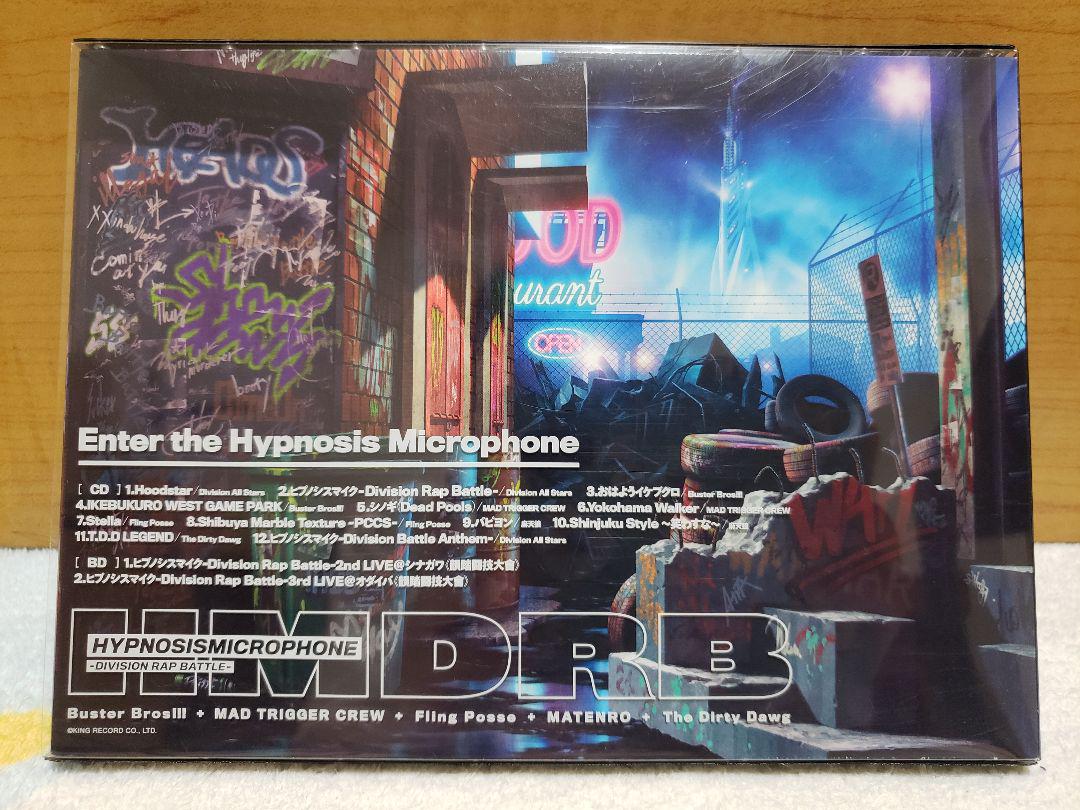 Hoods
xxinda/house
Coming
at you
booty
OOD
urant
OPEN
Enter the Hypnosis Microphone
[ CD ] 1.Hoodstar/Division All Stars 2.ヒプノシスマイク-Division Rap Battle-/Division All Stars 3.おはようイケブクロ/Buster Bros!!!
4.IKEBUKURO WEST GAME PARK/Buster Bros!!! 5.シノギ(Dead Pools)/MAD TRIGGER CREW 6.Yokohama Walker/MAD TRIGGER CREW
7.Stella/Fling Posse 8.Shibuya Marble Texture -PCCS-/Fling Posse 9.パピヨン/麻天狼 10.Shinjuku Style ~笑わすな~/麻天狼
11.T.D.D LEGEND/The Dirty Dawg 12.ヒプノシスマイク-Division Battle Anthem-/Division All Stars
[ BD ] 1.ヒプノシスマイク-Division Rap Battle-2nd LIVE@シナガワ《韻踏闘技大會》
2.ヒプノシスマイク-Division Rap Battle-3rd LIVE@オダイバ《韻踏闘技大會》
HMDRB
HYPNOSISMICROPHONE
-DIVISION RAP BATTLE-
Buster Bros!!! + MAD TRIGGER CREW + Fling Posse + MATENRO + The Dirty Dawg
©KING RECORD CO., LTD.